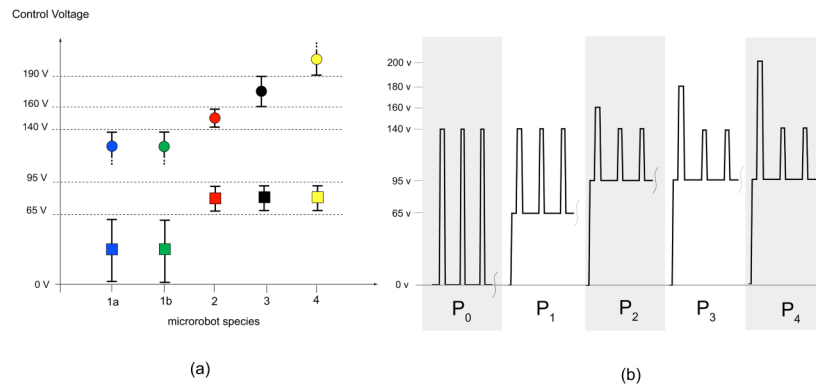 Control Voltage
190 V
160 V
140 V
95 V
65 V
0 V
1a 1b 2 3 4
microrobot species
(a)
200 v
180 v
160 v
140 v
95 v
65 v
0 v
P0 P1 P2 P3 P4
(b)